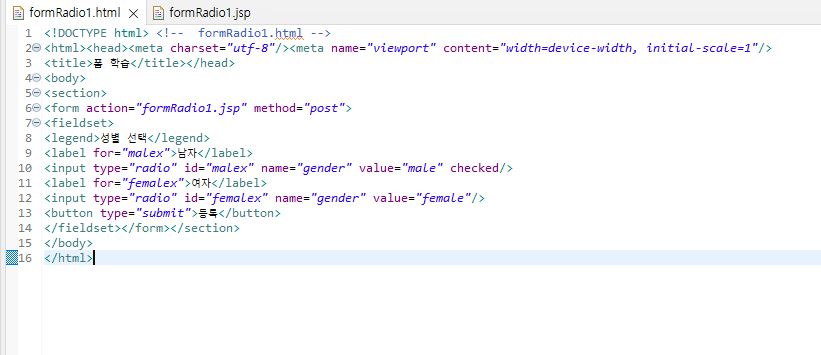 formRadio1.html formRadio1.jsp
1 <!DOCTYPE html> <!--  formRadio1.html -->
2 <html><head><meta charset="utf-8"/><meta name="viewport" content="width=device-width, initial-scale=1"/>
3 <title>폼 학습</title></head>
4 <body>
5 <section>
6 <form action="formRadio1.jsp" method="post">
7 <fieldset>
8 <legend>성별 선택</legend>
9 <label for="malex">남자</label>
10 <input type="radio" id="malex" name="gender" value="male" checked/>
11 <label for="femalex">여자</label>
12 <input type="radio" id="femalex" name="gender" value="female"/>
13 <button type="submit">등록</button>
14 </fieldset></form></section>
15 </body>
16 </html>